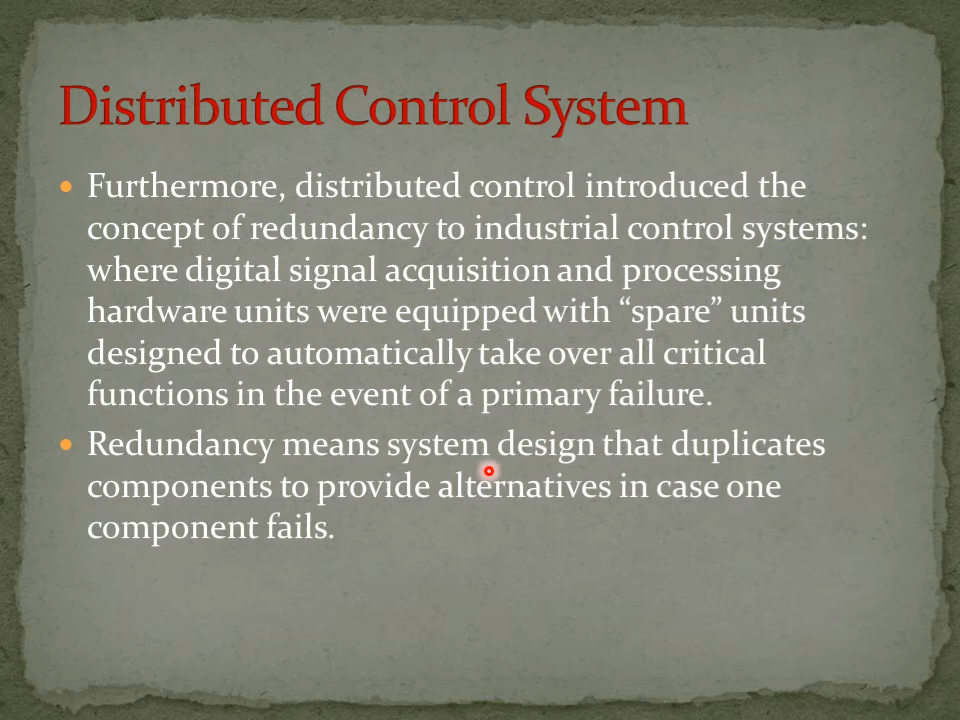 Distributed Control System
• Furthermore, distributed control introduced the
concept of redundancy to industrial control systems:
where digital signal acquisition and processing
hardware units were equipped with “spare” units
designed to automatically take over all critical
functions in the event of a primary failure.
• Redundancy means system design that duplicates
components to provide alternatives in case one
component fails.